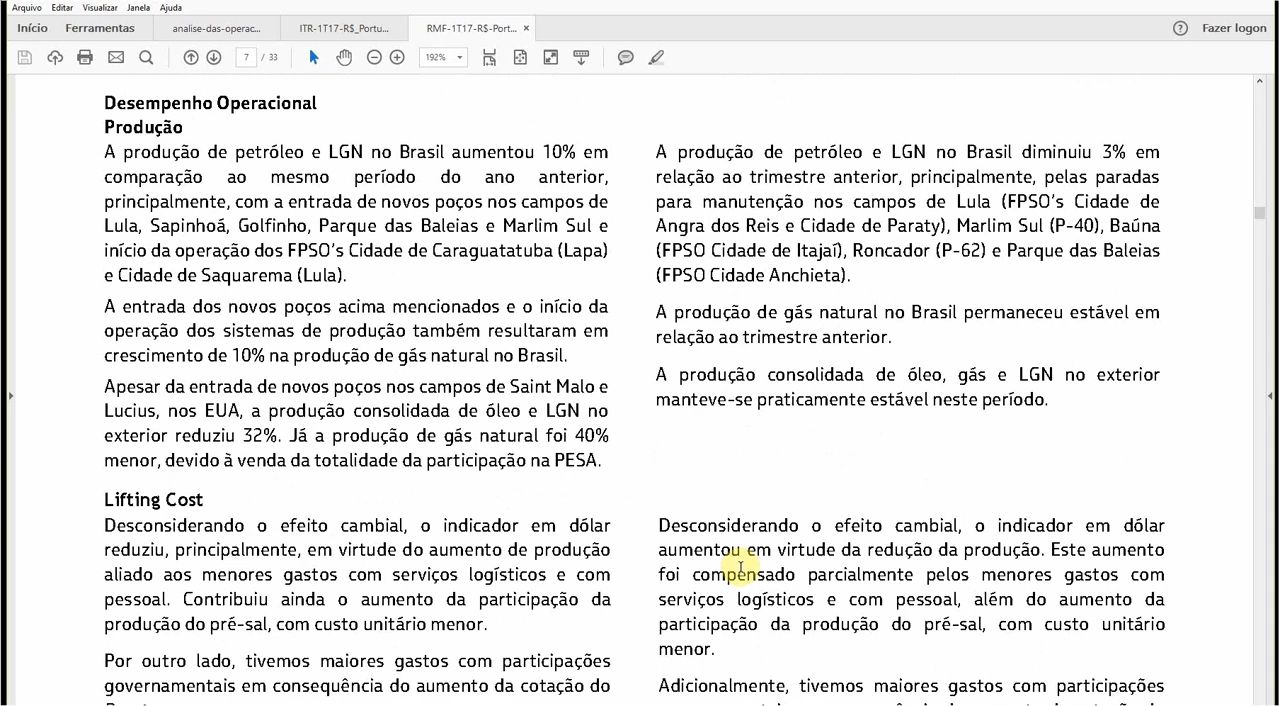 Arquivo Editar Visualizar Janela Ajuda
Início Ferramentas analise-das-operac... ITR-1T17-R$_Portu... RMF-1T17-R$-Port... × ? Fazer logon
7 / 33 192%
Desempenho Operacional
Produção
A produção de petróleo e LGN no Brasil aumentou 10% em
comparação ao mesmo período do ano anterior,
principalmente, com a entrada de novos poços nos campos de
Lula, Sapinhoá, Golfinho, Parque das Baleias e Marlim Sul e
início da operação dos FPSO's Cidade de Caraguatatuba (Lapa)
e Cidade de Saquarema (Lula).
A entrada dos novos poços acima mencionados e o início da
operação dos sistemas de produção também resultaram em
crescimento de 10% na produção de gás natural no Brasil.
Apesar da entrada de novos poços nos campos de Saint Malo e
Lucius, nos EUA, a produção consolidada de óleo e LGN no
exterior reduziu 32%. Já a produção de gás natural foi 40%
menor, devido à venda da totalidade da participação na PESA.
A produção de petróleo e LGN no Brasil diminuiu 3% em
relação ao trimestre anterior, principalmente, pelas paradas
para manutenção nos campos de Lula (FPSO's Cidade de
Angra dos Reis e Cidade de Paraty), Marlim Sul (P-40), Baúna
(FPSO Cidade de Itajaí), Roncador (P-62) e Parque das Baleias
(FPSO Cidade Anchieta).
A produção de gás natural no Brasil permaneceu estável em
relação ao trimestre anterior.
A produção consolidada de óleo, gás e LGN no exterior
manteve-se praticamente estável neste período.
Lifting Cost
Desconsiderando o efeito cambial, o indicador em dólar
reduziu, principalmente, em virtude do aumento de produção
aliado aos menores gastos com serviços logísticos e com
pessoal. Contribuiu ainda o aumento da participação da
produção do pré-sal, com custo unitário menor.
Por outro lado, tivemos maiores gastos com participações
governamentais em consequência do aumento da cotação do
Desconsiderando o efeito cambial, o indicador em dólar
aumentou em virtude da redução da produção. Este aumento
foi compensado parcialmente pelos menores gastos com
serviços logísticos e com pessoal, além do aumento da
participação da produção do pré-sal, com custo unitário
menor.
Adicionalmente, tivemos maiores gastos com participações